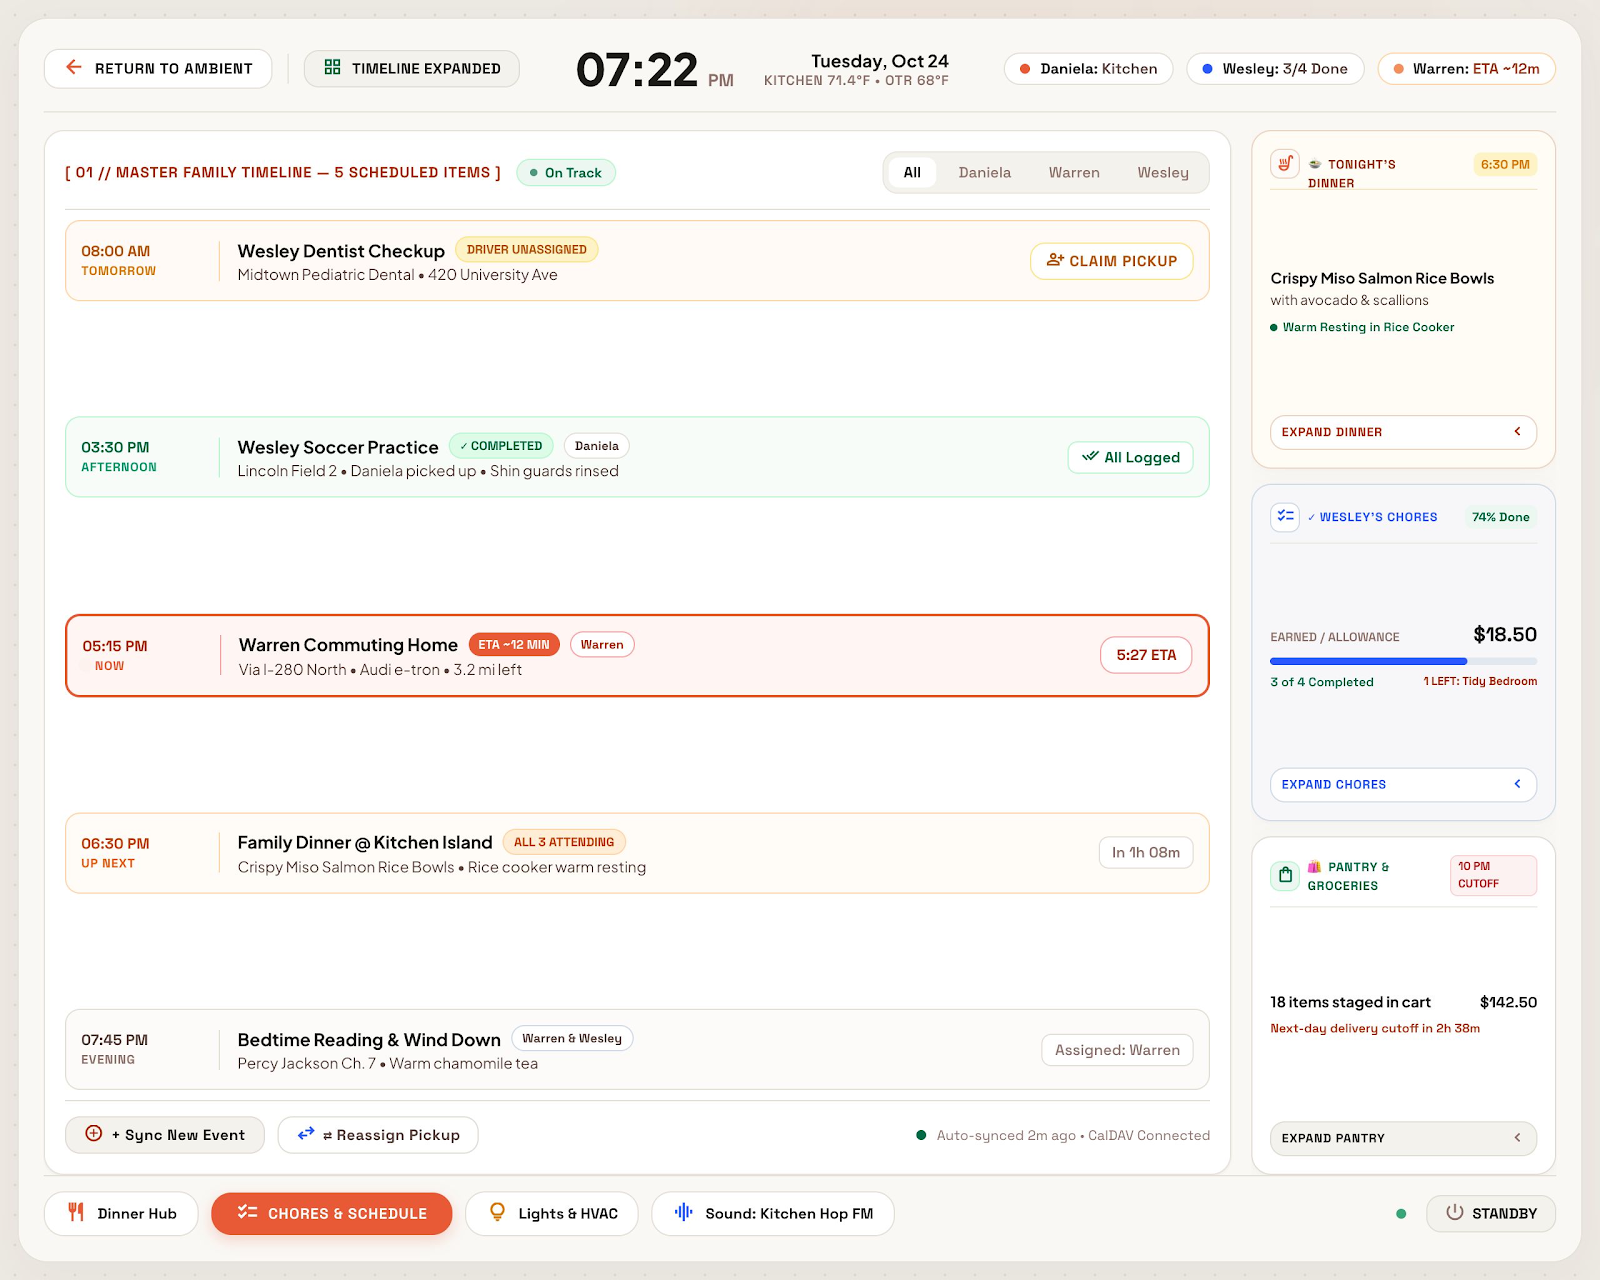 RETURN TO AMBIENT
TIMELINE EXPANDED
07:22 PM
Tuesday, Oct 24
KITCHEN 71.4°F • OTR 68°F
Daniela: Kitchen
Wesley: 3/4 Done
Warren: ETA ~12m
[ 01 // MASTER FAMILY TIMELINE — 5 SCHEDULED ITEMS ]
On Track
All
Daniela
Warren
Wesley
08:00 AM
TOMORROW
Wesley Dentist Checkup
DRIVER UNASSIGNED
Midtown Pediatric Dental • 420 University Ave
CLAIM PICKUP
03:30 PM
AFTERNOON
Wesley Soccer Practice
✓ COMPLETED
Daniela
Lincoln Field 2 • Daniela picked up • Shin guards rinsed
All Logged
05:15 PM
NOW
Warren Commuting Home
ETA ~12 MIN
Warren
Via I-280 North • Audi e-tron • 3.2 mi left
5:27 ETA
06:30 PM
UP NEXT
Family Dinner @ Kitchen Island
ALL 3 ATTENDING
Crispy Miso Salmon Rice Bowls • Rice cooker warm resting
In 1h 08m
07:45 PM
EVENING
Bedtime Reading & Wind Down
Warren & Wesley
Percy Jackson Ch. 7 • Warm chamomile tea
Assigned: Warren
+ Sync New Event
⇄ Reassign Pickup
Auto-synced 2m ago • CalDAV Connected
TONIGHT'S
DINNER
6:30 PM
Crispy Miso Salmon Rice Bowls
with avocado & scallions
Warm Resting in Rice Cooker
EXPAND DINNER
✓ WESLEY'S CHORES
74% Done
EARNED / ALLOWANCE
$18.50
3 of 4 Completed
1 LEFT: Tidy Bedroom
EXPAND CHORES
PANTRY &
GROCERIES
10 PM
CUTOFF
18 items staged in cart
$142.50
Next-day delivery cutoff in 2h 38m
EXPAND PANTRY
Dinner Hub
CHORES & SCHEDULE
Lights & HVAC
Sound: Kitchen Hop FM
STANDBY